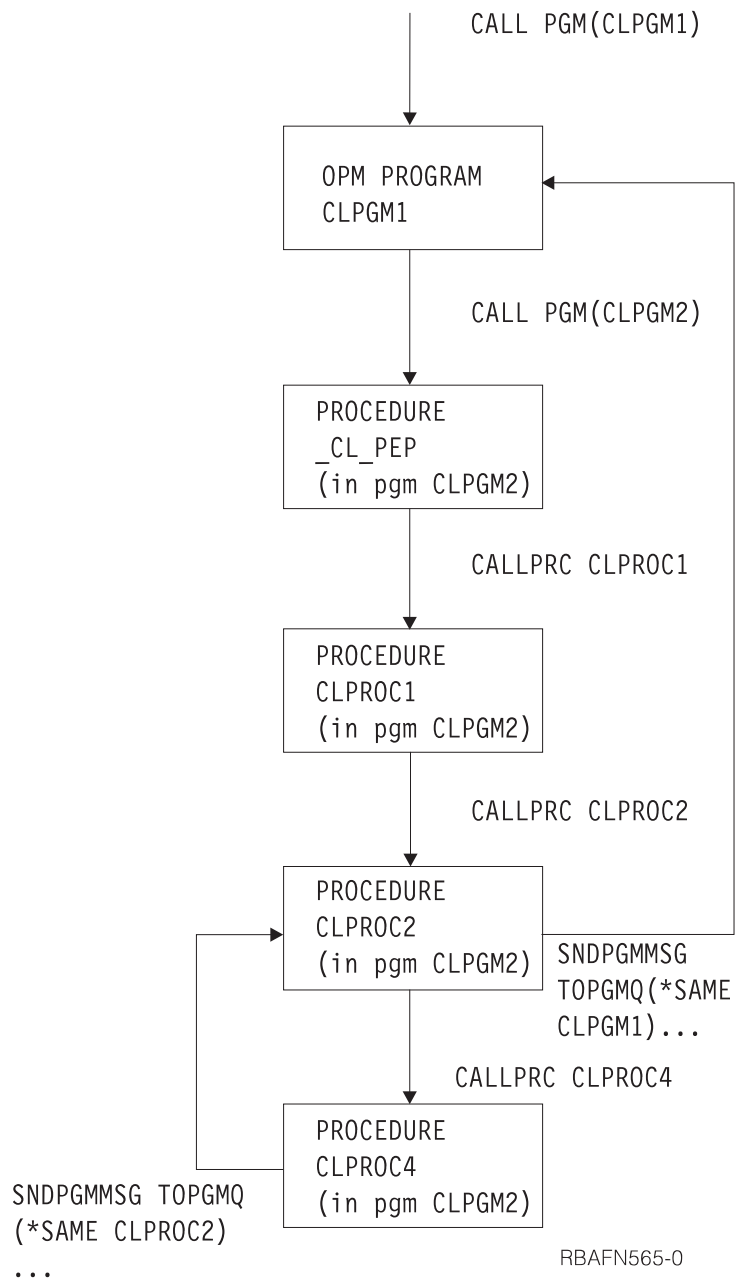 CALL PGM(CLPGM1)
OPM PROGRAM
CLPGM1
CALL PGM(CLPGM2)
PROCEDURE
_CL_PEP
(in pgm CLPGM2)
CALLPRC CLPROC1
PROCEDURE
CLPROC1
(in pgm CLPGM2)
CALLPRC CLPROC2
PROCEDURE
CLPROC2
(in pgm CLPGM2)
SNDPGMMSG
TOPGMQ(*SAME
CLPGM1)...
CALLPRC CLPROC4
PROCEDURE
CLPROC4
(in pgm CLPGM2)
SNDPGMMSG TOPGMQ
(*SAME CLPROC2)
...
RBAFN565-0